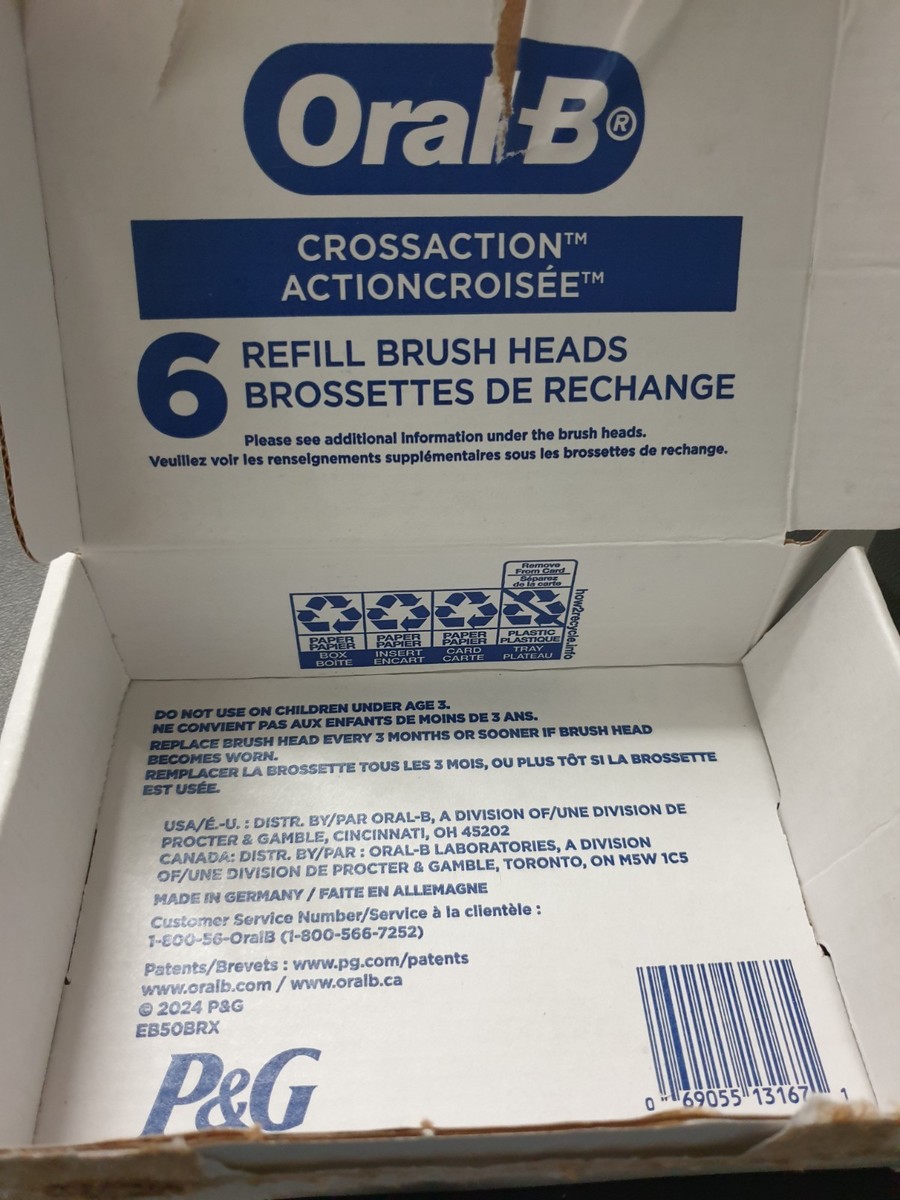 Oral-B®
CROSSACTION™
ACTIONCROISÉE™
6
REFILL BRUSH HEADS
BROSSETTES DE RECHANGE
Please see additional information under the brush heads.
Veuillez voir les renseignements supplémentaires sous les brossettes de rechange.
Remove
From Card
Séparez
de la carte
PAPER
PAPIER
BOX
BOÎTE
PAPER
PAPIER
INSERT
ENCART
PAPER
PAPIER
CARD
CARTE
PLASTIC
PLASTIQUE
TRAY
PLATEAU
how2recycle.info
DO NOT USE ON CHILDREN UNDER AGE 3.
NE CONVIENT PAS AUX ENFANTS DE MOINS DE 3 ANS.
REPLACE BRUSH HEAD EVERY 3 MONTHS OR SOONER IF BRUSH HEAD
BECOMES WORN.
REMPLACER LA BROSSETTE TOUS LES 3 MOIS, OU PLUS TÔT SI LA BROSSETTE
EST USÉE.
USA/É.-U. : DISTR. BY/PAR ORAL-B, A DIVISION OF/UNE DIVISION DE
PROCTER & GAMBLE, CINCINNATI, OH 45202
CANADA: DISTR. BY/PAR : ORAL-B LABORATORIES, A DIVISION
OF/UNE DIVISION DE PROCTER & GAMBLE, TORONTO, ON M5W 1C5
MADE IN GERMANY / FAITE EN ALLEMAGNE
Customer Service Number/Service à la clientèle :
1-800-56-OralB (1-800-566-7252)
Patents/Brevets : www.pg.com/patents
www.oralb.com / www.oralb.ca
© 2024 P&G
EB50BRX
P&G
0 69055 13167 1